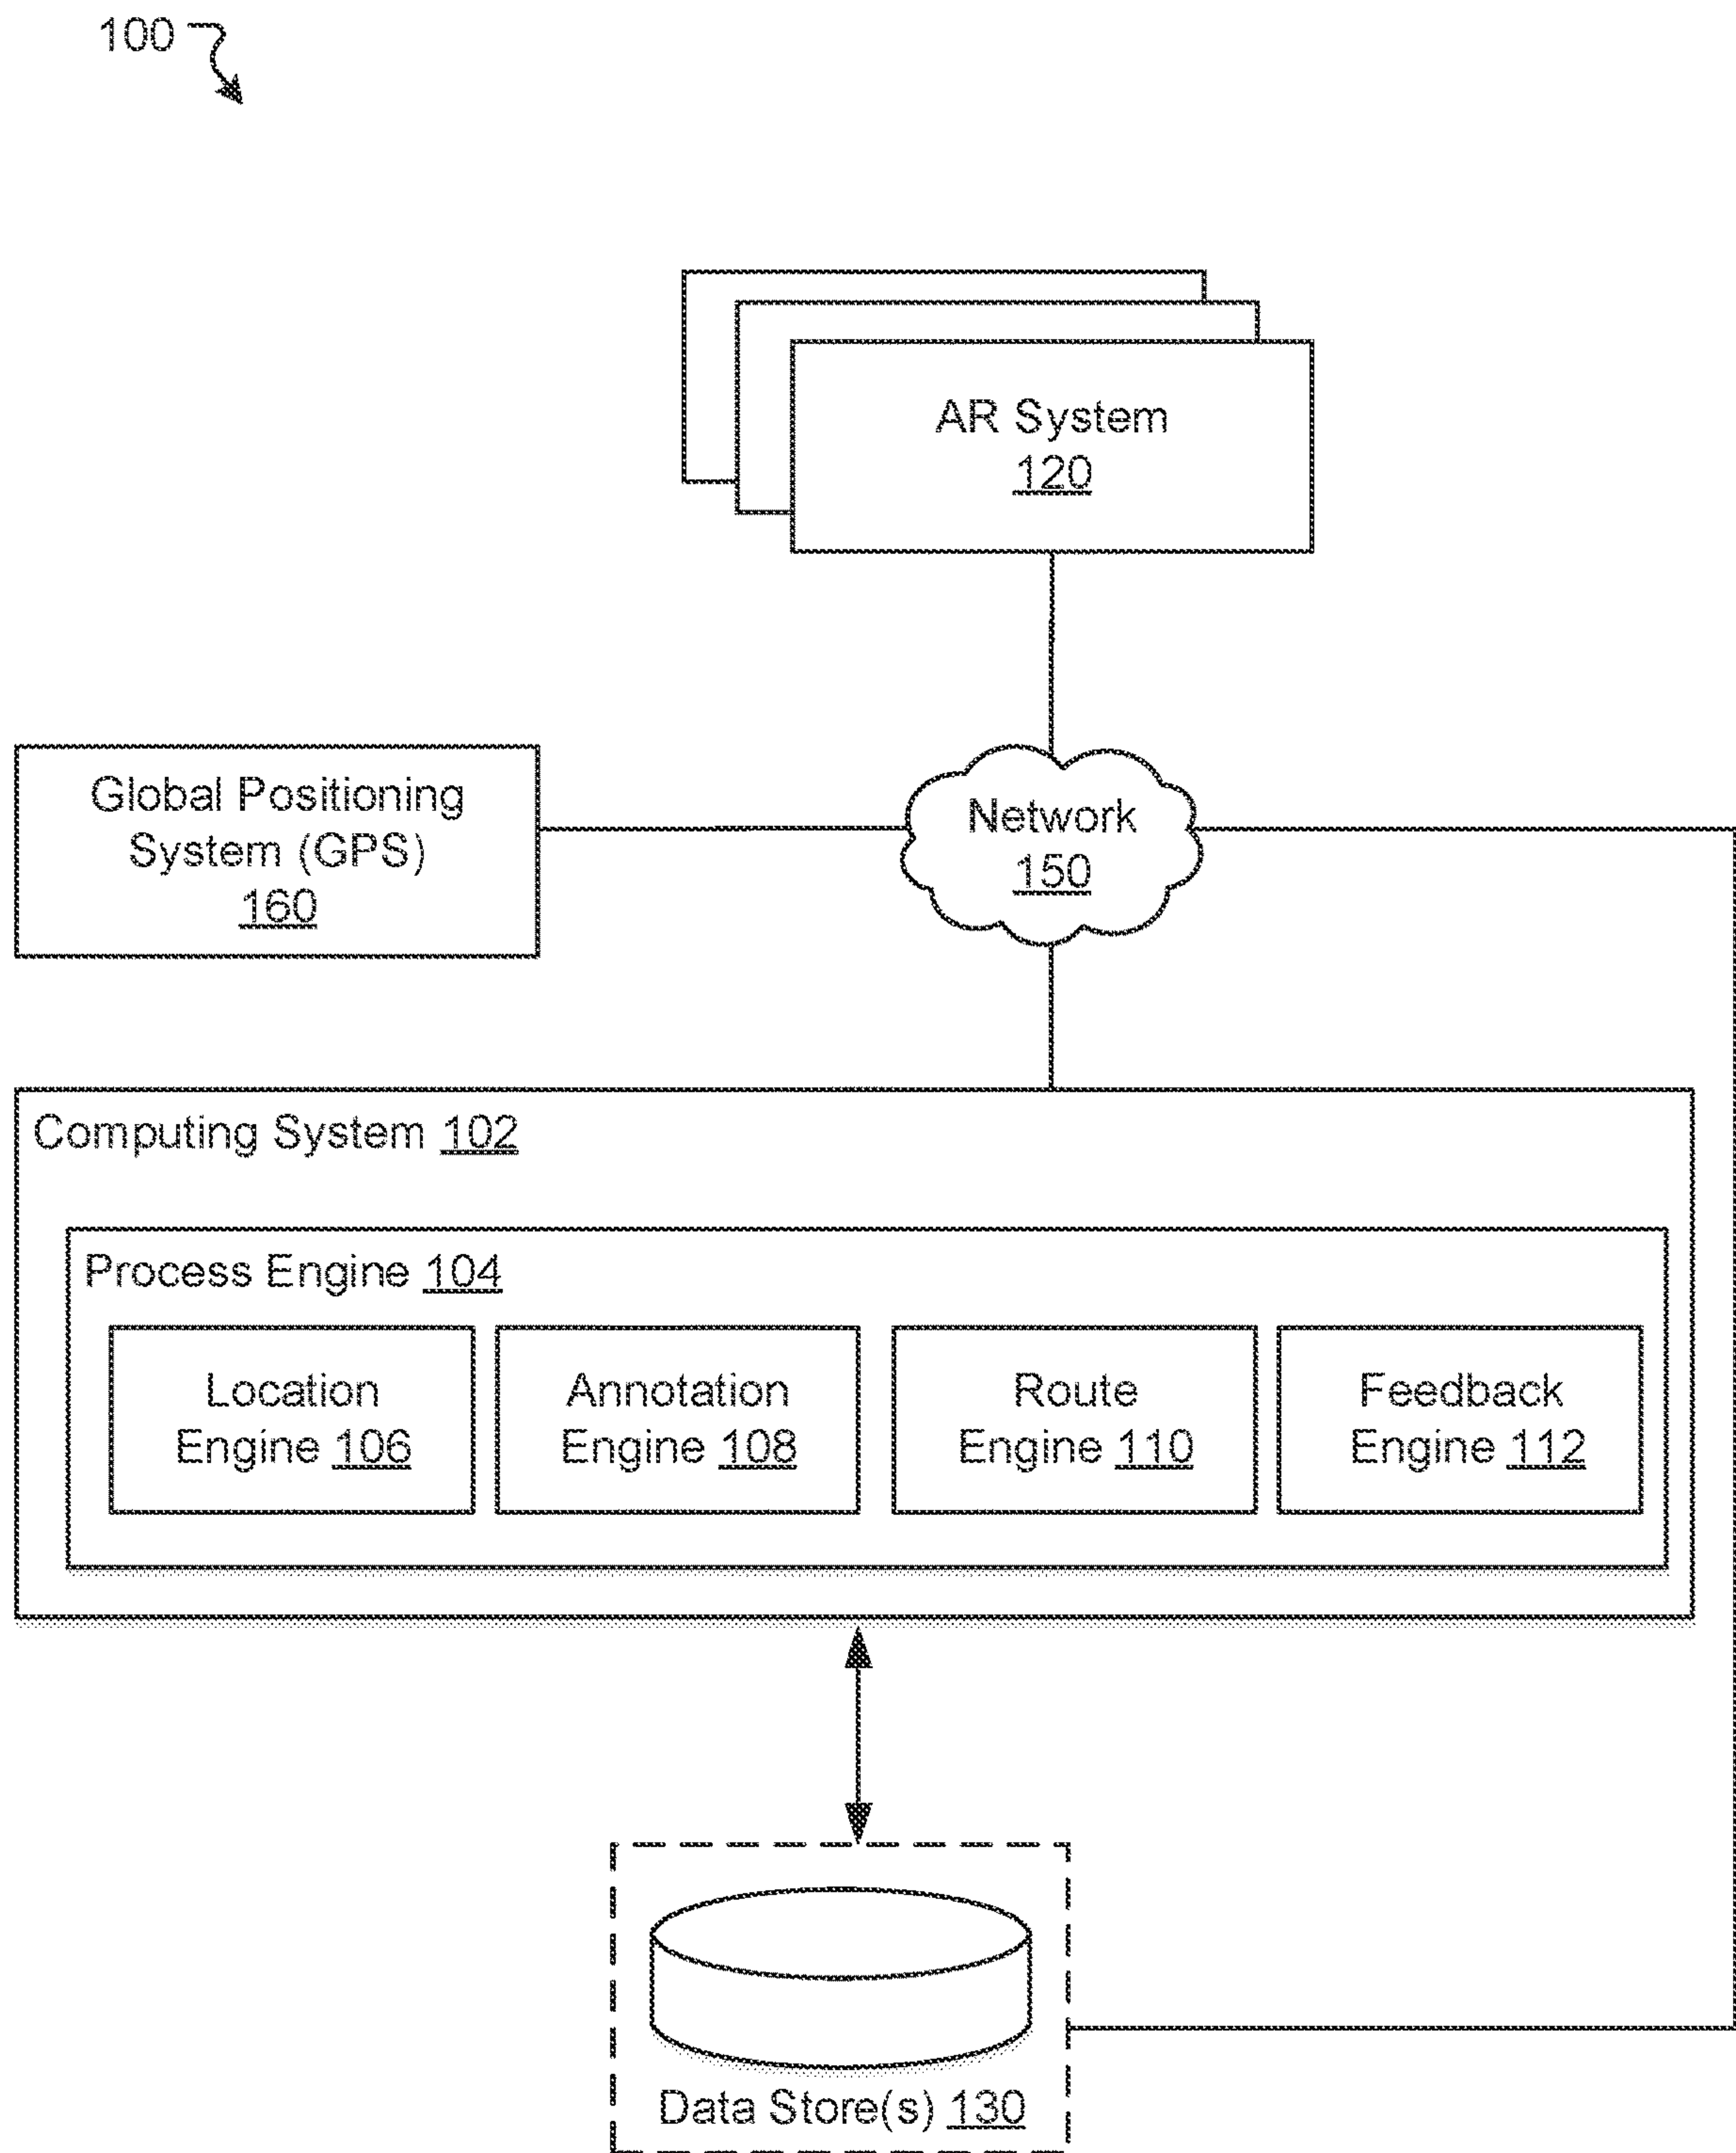 100
AR System
120
Global Positioning
System (GPS)
160
Network
150
Computing System 102
Process Engine 104
Location
Engine 106
Annotation
Engine 108
Route
Engine 110
Feedback
Engine 112
Data Store(s) 130